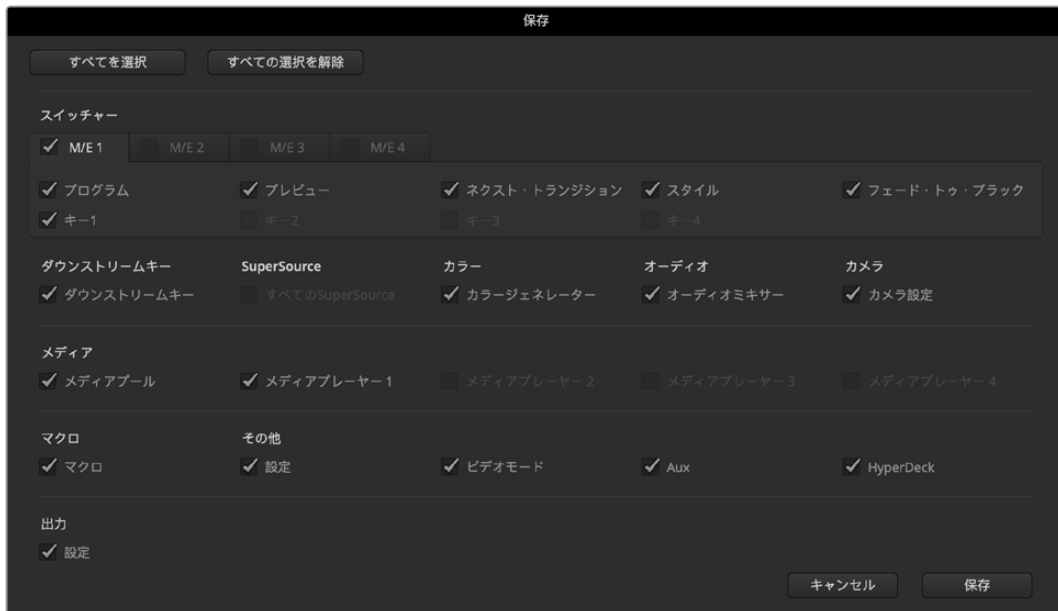 保存
すべてを選択 すべての選択を解除
スイッチャー
M/E 1 M/E 2 M/E 3 M/E 4
プログラム プレビュー ネクスト・トランジション スタイル フェード・トゥ・ブラック
キー1 キー2 キー3 キー4
ダウンストリームキー SuperSource カラー オーディオ カメラ
ダウンストリームキー すべてのSuperSource カラージェネレーター オーディオミキサー カメラ設定
メディア
メディアプール メディアプレーヤー 1 メディアプレーヤー 2 メディアプレーヤー 3 メディアプレーヤー 4
マクロ その他
マクロ 設定 ビデオモード Aux HyperDeck
出力
設定
キャンセル 保存